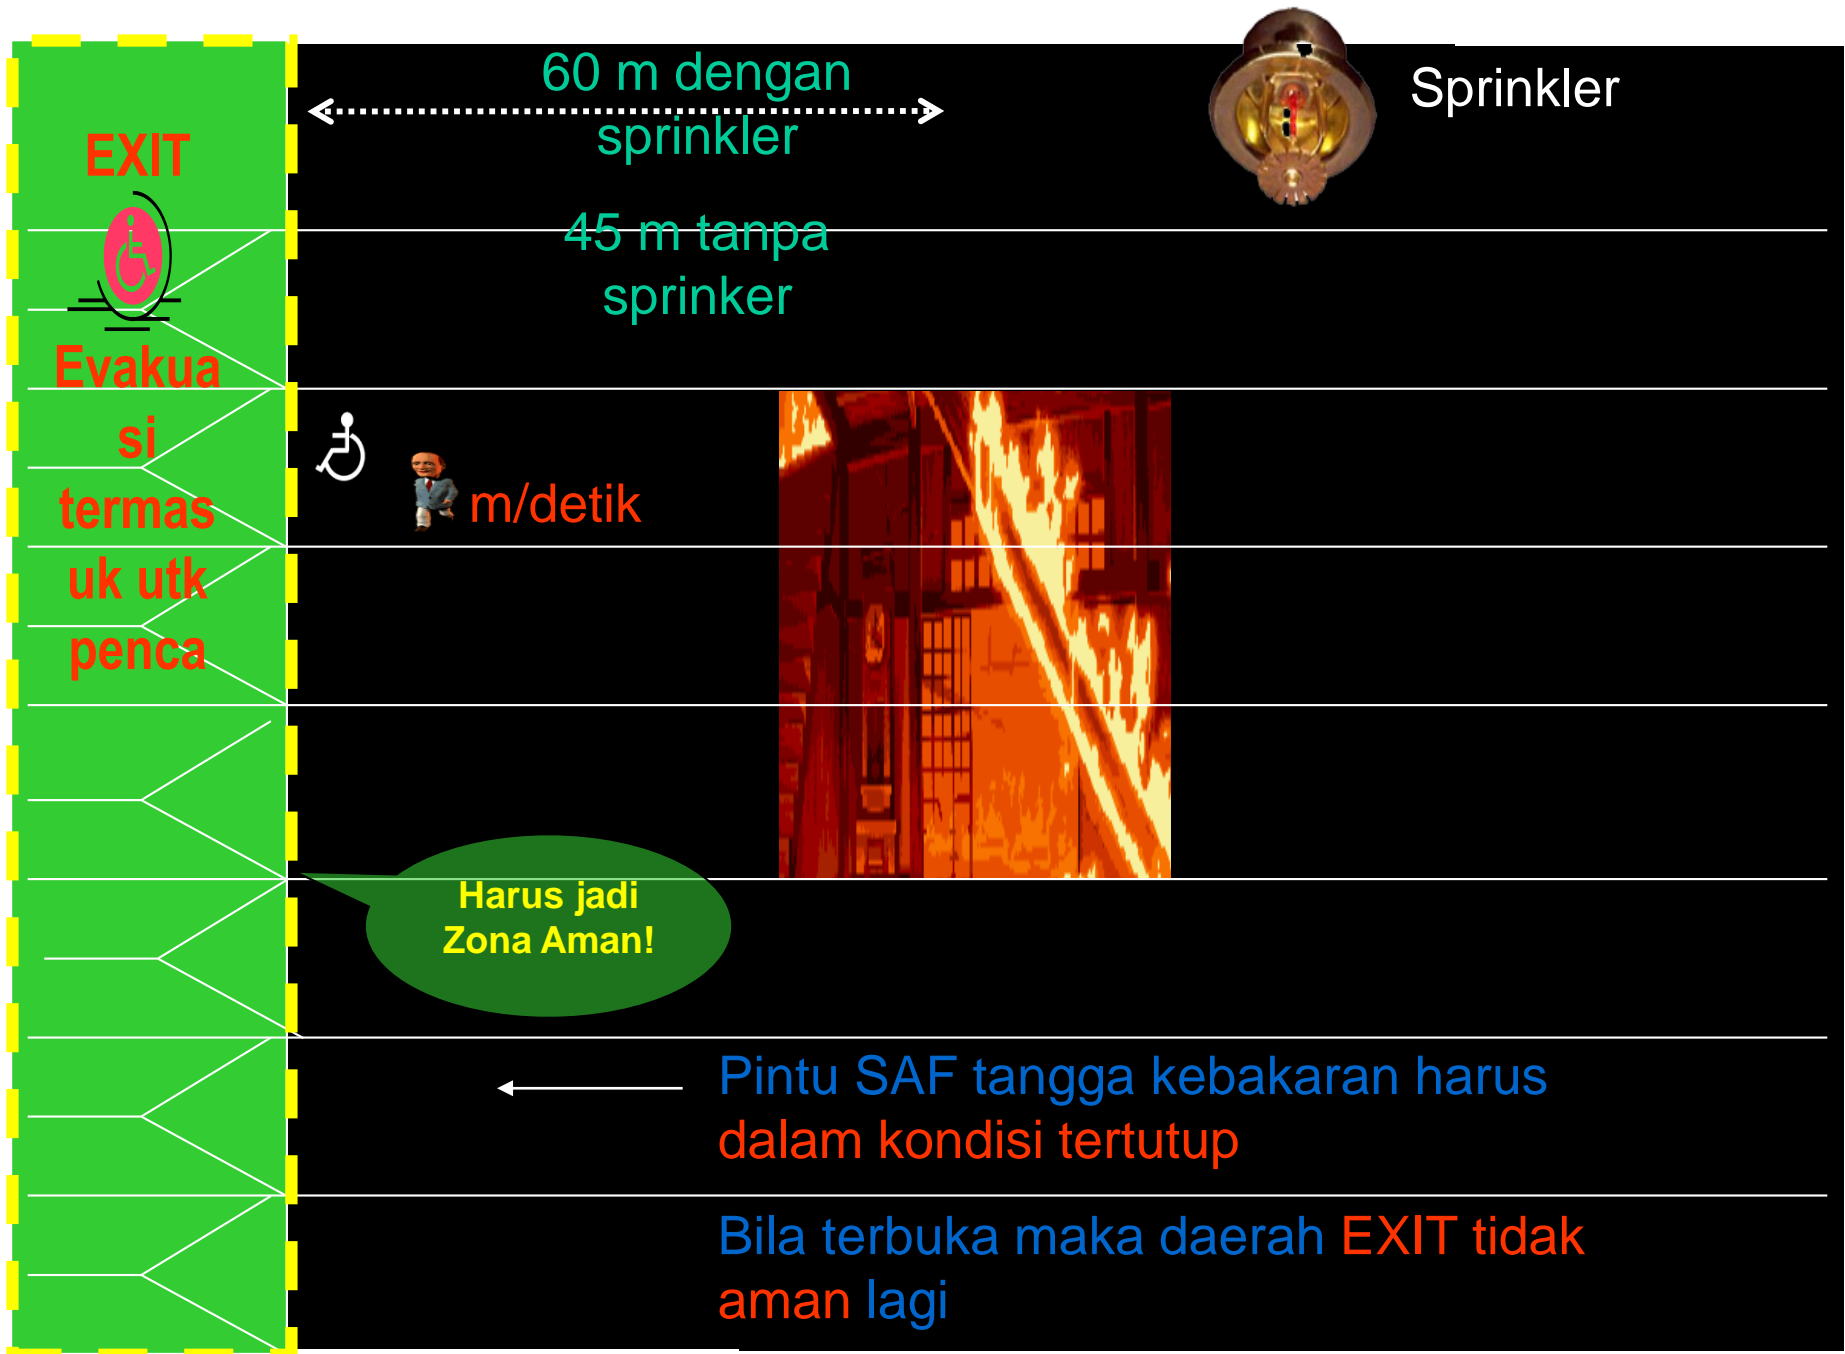 60 m dengan
sprinkler
Sprinkler
EXIT
45 m tanpa
sprinker
Evakua
si
termas
uk utk
penca
m/detik
Harus jadi
Zona Aman!
Pintu SAF tangga kebakaran harus
dalam kondisi tertutup
Bila terbuka maka daerah EXIT tidak
aman lagi